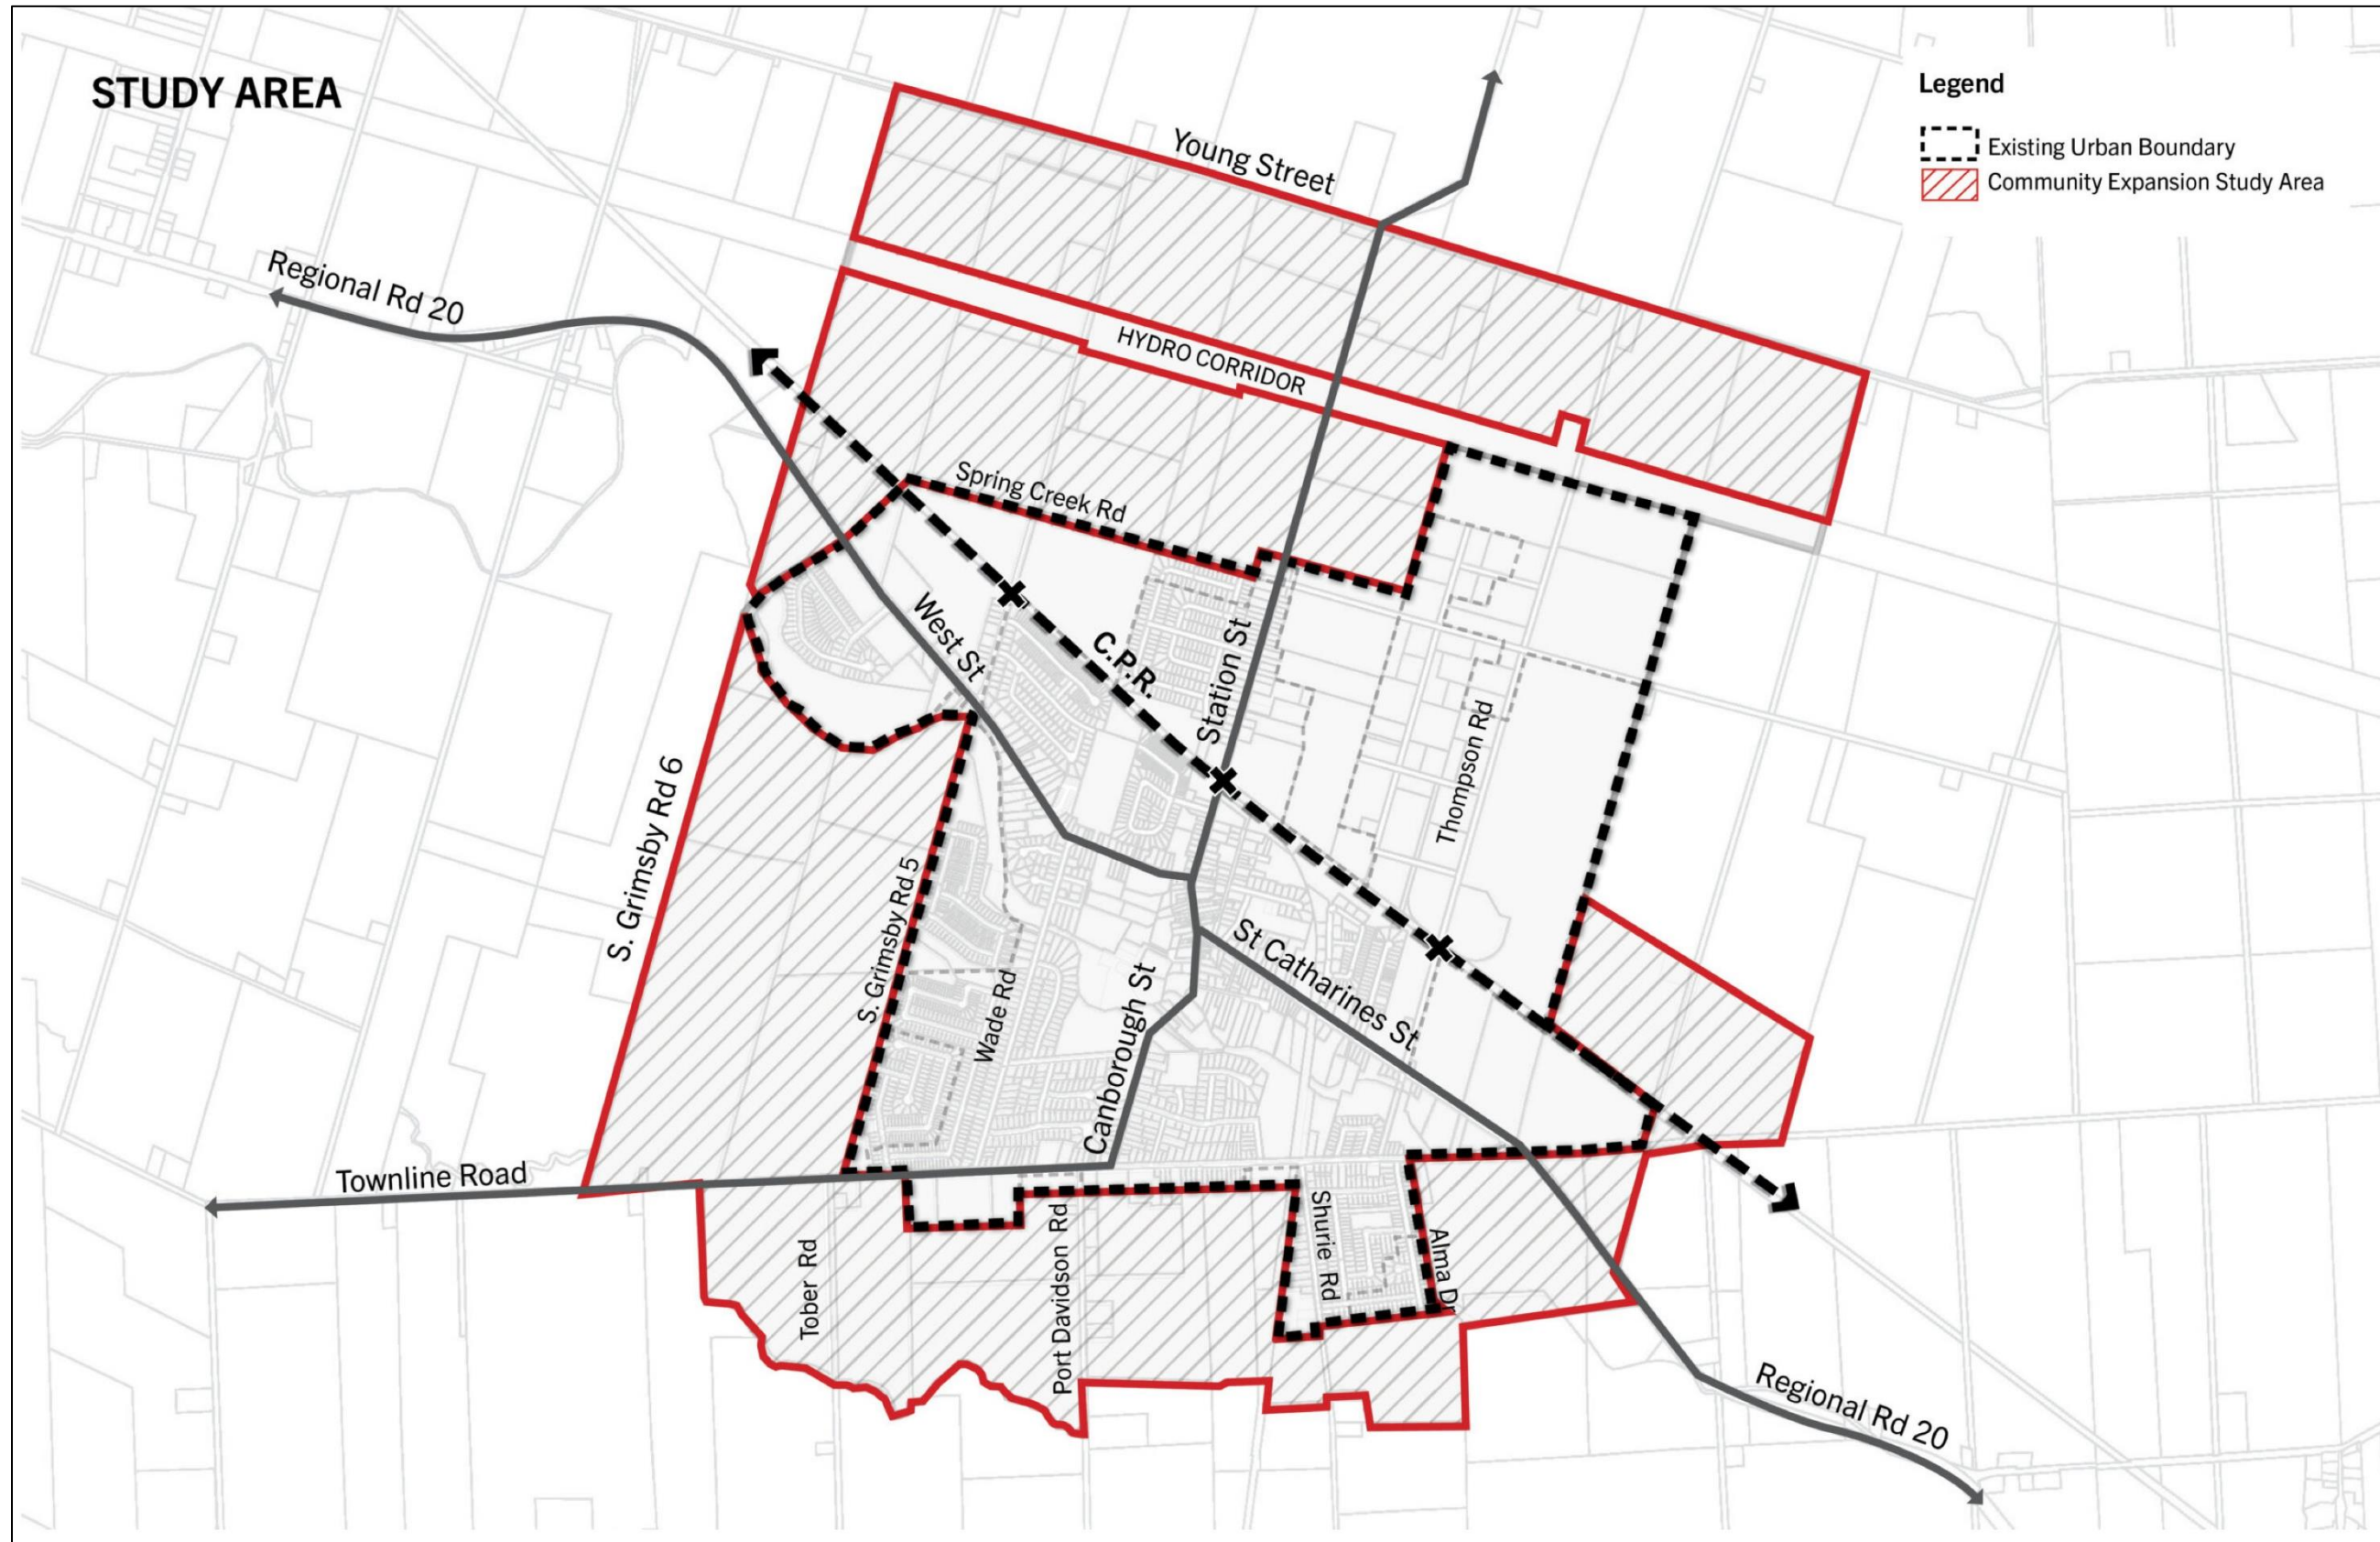 STUDY AREA
Legend
Existing Urban Boundary
Community Expansion Study Area
Young Street
Regional Rd 20
HYDRO CORRIDOR
Spring Creek Rd
West St
C.P.R.
Station St
Thompson Rd
S. Grimsby Rd 6
S. Grimsby Rd 5
Wade Rd
Canborough St
St Catharines St
Townline Road
Tober Rd
Port Davidson Rd
Shurie Rd
Alma Dr
Regional Rd 20